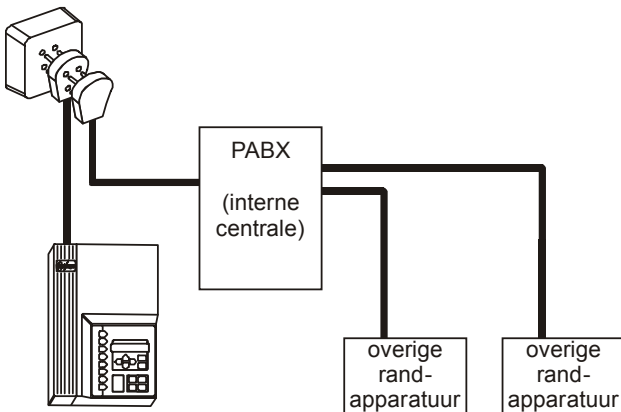 PABX
(interne
centrale)
overige
rand-
apparatuur
overige
rand-
apparatuur